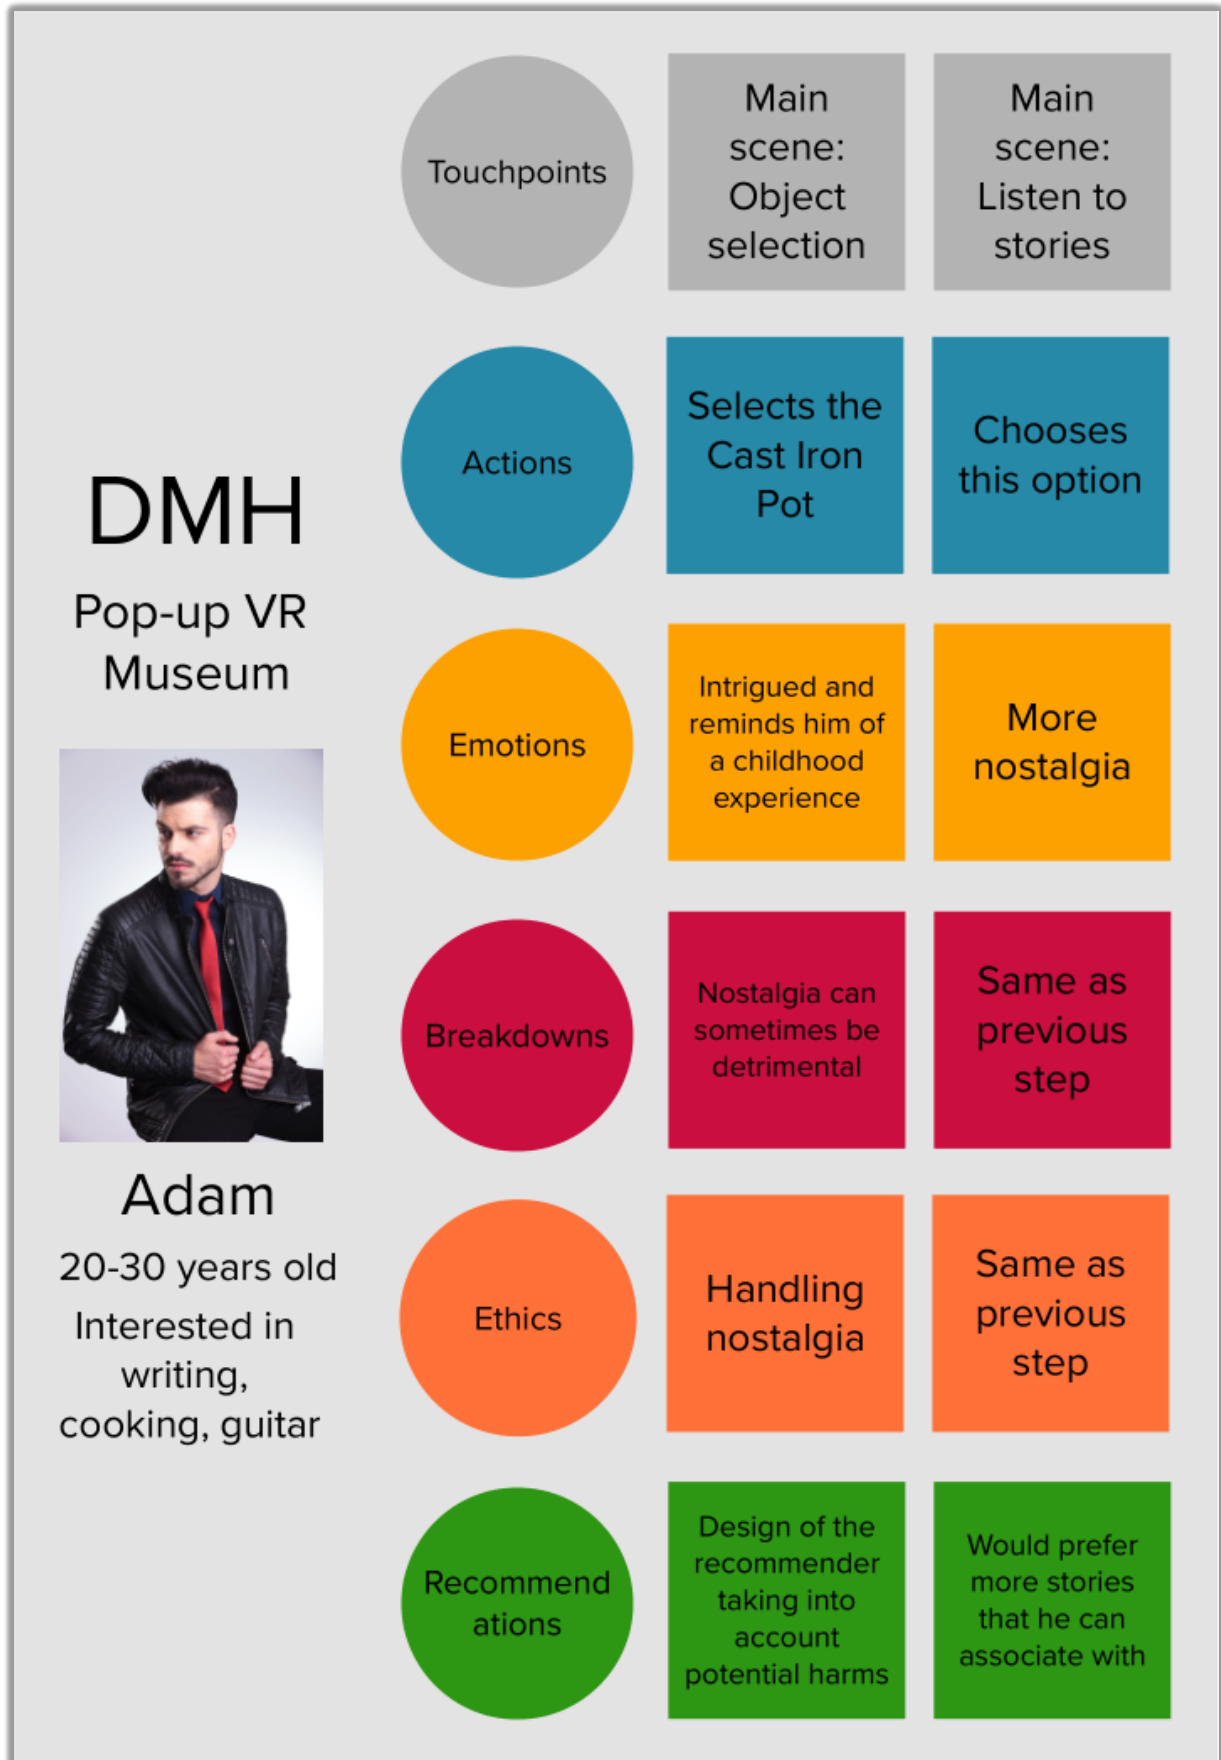 DMH
Pop-up VR
Museum
Adam
20-30 years old
Interested in
writing,
cooking, guitar
Touchpoints
Main
scene:
Object
selection
Main
scene:
Listen to
stories
Actions
Selects the
Cast Iron
Pot
Chooses
this option
Emotions
Intrigued and
reminds him of
a childhood
experience
More
nostalgia
Breakdowns
Nostalgia can
sometimes be
detrimental
Same as
previous
step
Ethics
Handling
nostalgia
Same as
previous
step
Recommend
ations
Design of the
recommender
taking into
account
potential harms
Would prefer
more stories
that he can
associate with